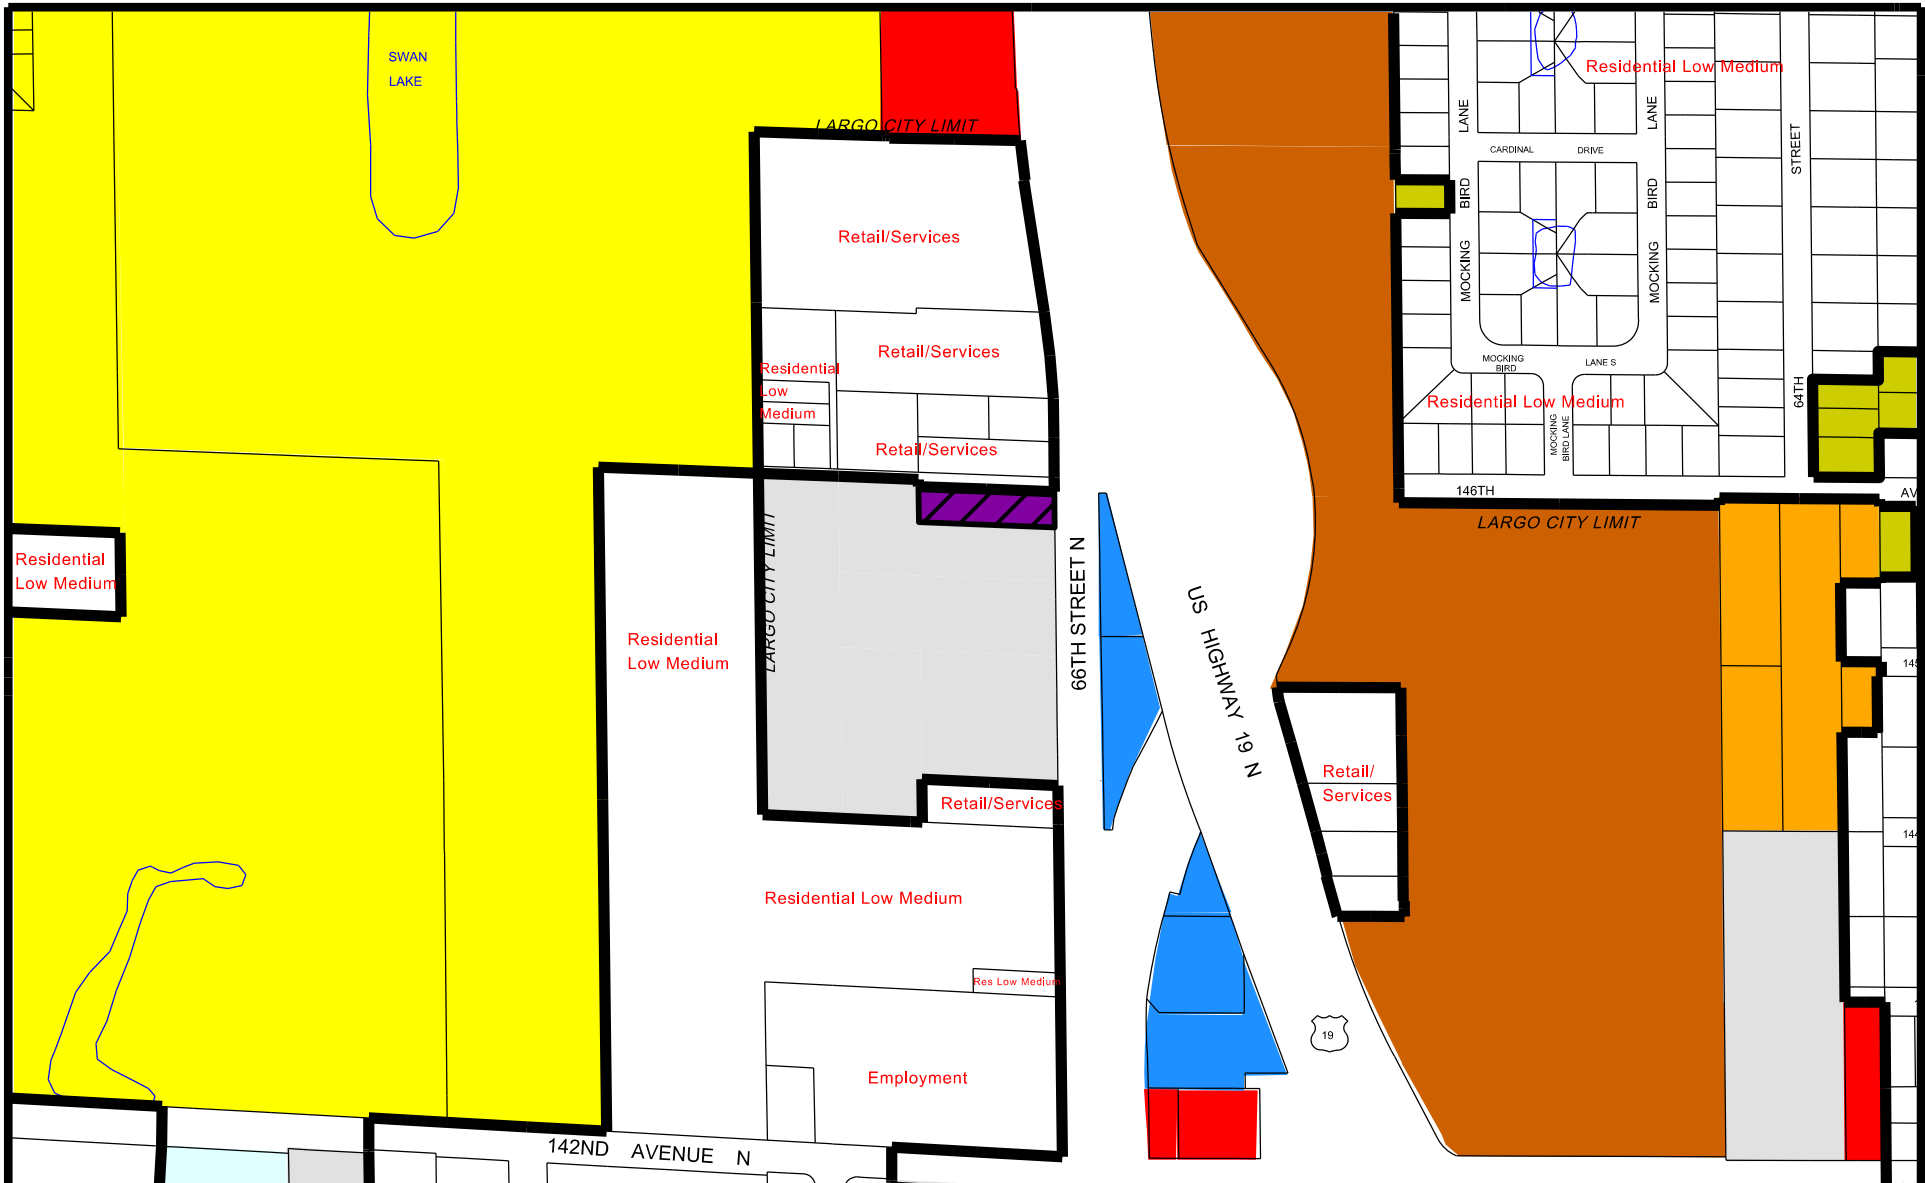 SWAN
LAKE
LARGO CITY LIMIT
Residential Low Medium
LANE
LANE
STREET
CARDINAL
DRIVE
BIRD
BIRD
MOCKING
MOCKING
Retail/Services
Retail/Services
Residential
Low
Medium
MOCKING
BIRD
LANE S
64TH
Residential Low Medium
MOCKING
BIRD LANE
Retail/Services
146TH
AV
LARGO CITY LIMIT
LARGO CITY LIMIT
Residential
Low Medium
66TH STREET N
US HIGHWAY 19 N
Residential
Low Medium
145
Retail/
Services
Retail/Services
144
Residential Low Medium
Res Low Medium
19
Employment
142ND AVENUE N